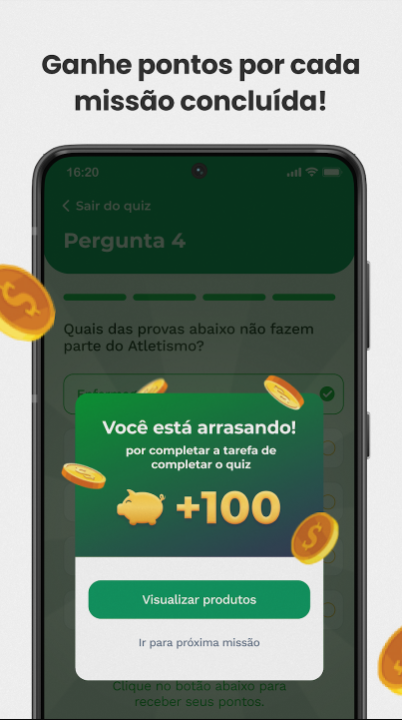 Ganhe pontos por cada
missão concluída!
16:20
Sair do quiz
Pergunta 4
Quais das provas abaixo não fazem
parte do Atletismo?
Você está arrasando!
por completar a tarefa de
completar o quiz
+100
Visualizar produtos
Ir para próxima missão
Clique no botão abaixo para
receber seus pontos.